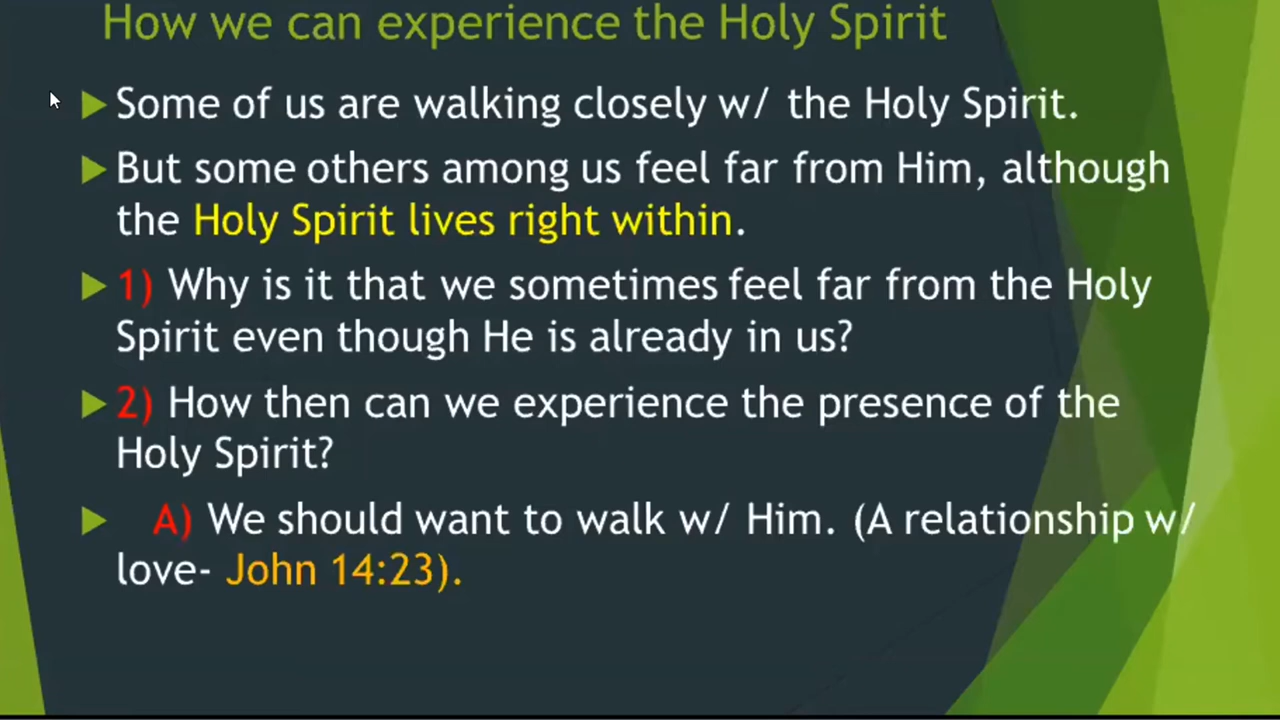 How we can experience the Holy Spirit
Some of us are walking closely w/ the Holy Spirit.
But some others among us feel far from Him, although
the Holy Spirit lives right within.
1) Why is it that we sometimes feel far from the Holy
Spirit even though He is already in us?
2) How then can we experience the presence of the
Holy Spirit?
A) We should want to walk w/ Him. (A relationship w/
love- John 14:23).